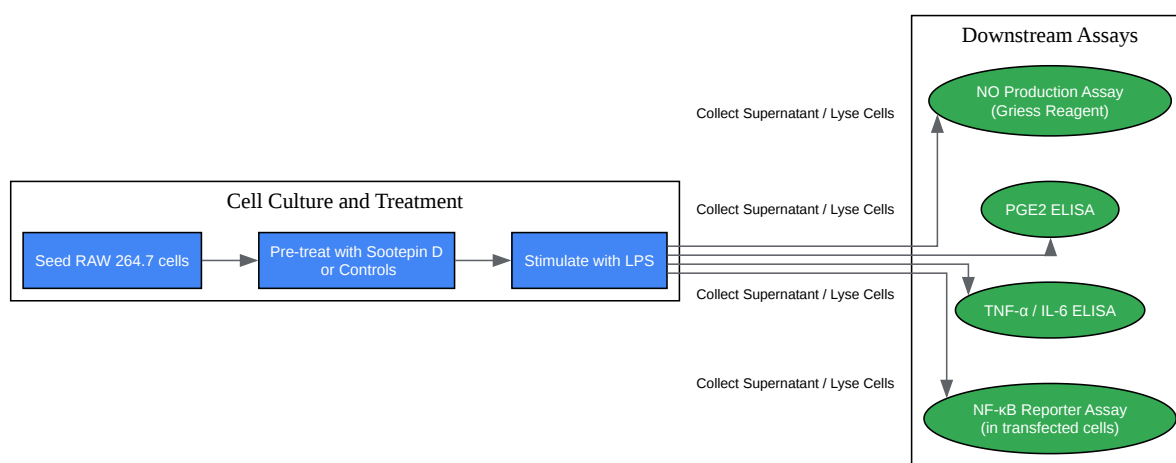 Cell Culture and Treatment
Seed RAW 264.7 cells
Pre-treat with Sootepin D
or Controls
Stimulate with LPS
Collect Supernatant / Lyse Cells
Collect Supernatant / Lyse Cells
Collect Supernatant / Lyse Cells
Collect Supernatant / Lyse Cells
Downstream Assays
NO Production Assay
(Griess Reagent)
PGE2 ELISA
TNF-α / IL-6 ELISA
NF-κB Reporter Assay
(in transfected cells)